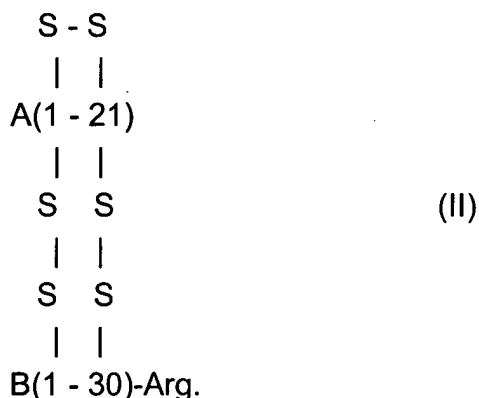 S - S
| |
A(1 - 21)
| |
S S
| | (II)
S S
| |
B(1 - 30)-Arg.